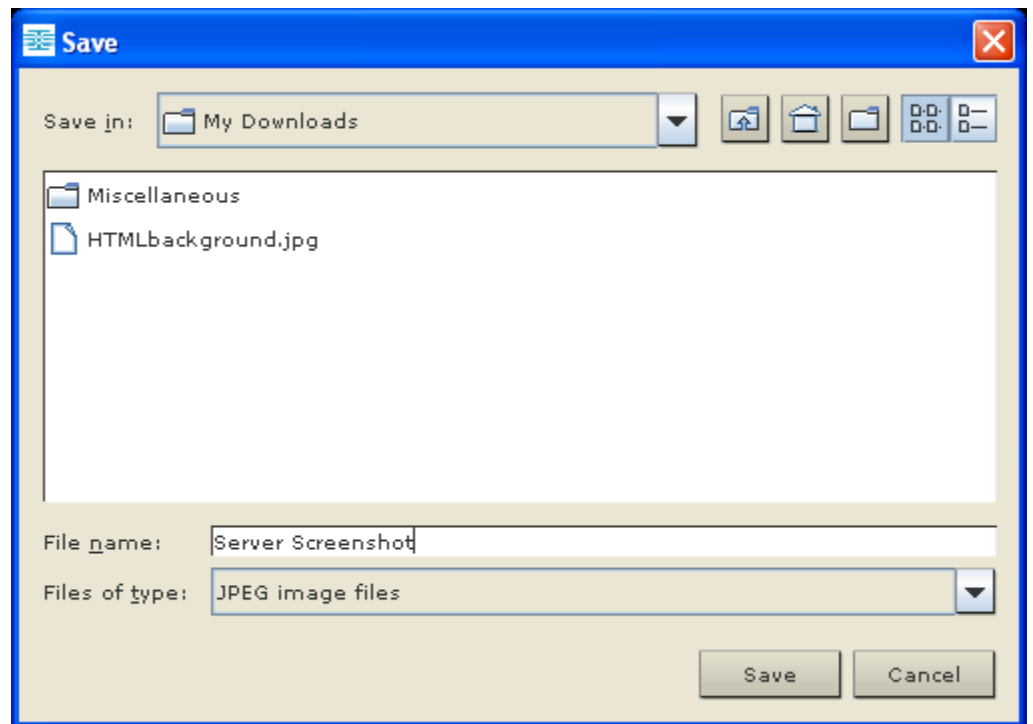 Save
Save in: My Downloads
Miscellaneous
HTMLbackground.jpg
File name: Server Screenshot
Files of type: JPEG image files
Save Cancel